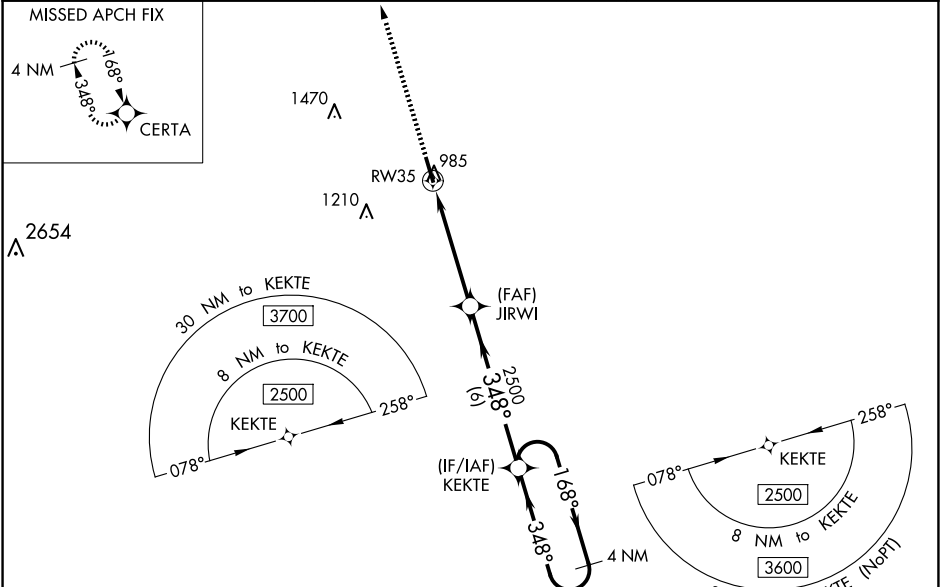 MISSED APCH FIX
4 NM
168°
348°
CERTA
1470
985
RW35
1210
2654
(FAF)
JIRWI
30 NM to KEKTE
3700
8 NM to KEKTE
2500
KEKTE
078°
258°
2500
348°
(6)
(IF/IAF)
KEKTE
168°
348°
4 NM
258°
078°
KEKTE
2500
8 NM to KEKTE
3600
(NoPT)